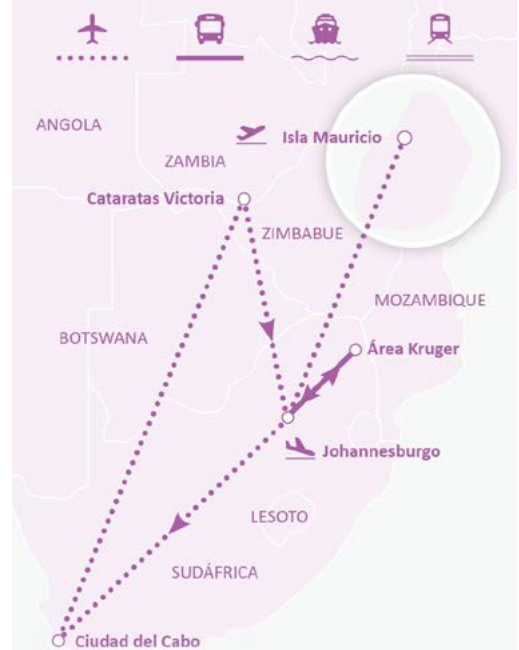 ANGOLA
Isla Mauricio
ZAMBIA
Cataratas Victoria
ZIMBABUE
MOZAMBIQUE
BOTSWANA
Área Kruger
Johannesburgo
LESOTO
SUDÁFRICA
Ciudad del Cabo